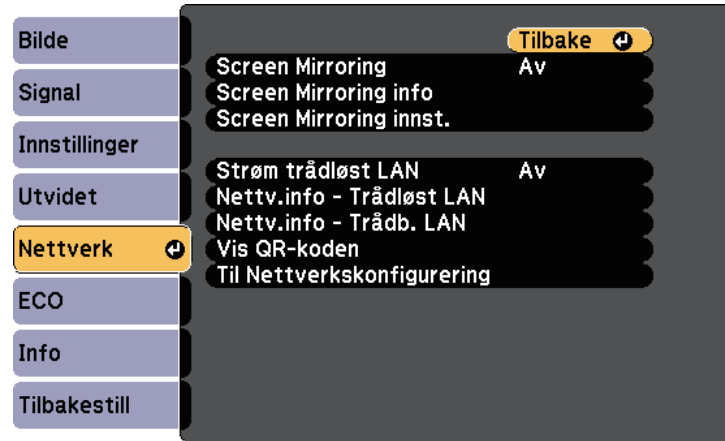 Bilde
Signal
Innstillinger
Utvidet
Nettverk
ECO
Info
Tilbakestill
Tilbake
Screen Mirroring Av
Screen Mirroring info
Screen Mirroring innst.
Strøm trådløst LAN Av
Nettv.info - Trådløst LAN
Nettv.info - Trådb. LAN
Vis QR-koden
Til Nettverkskonfigurering